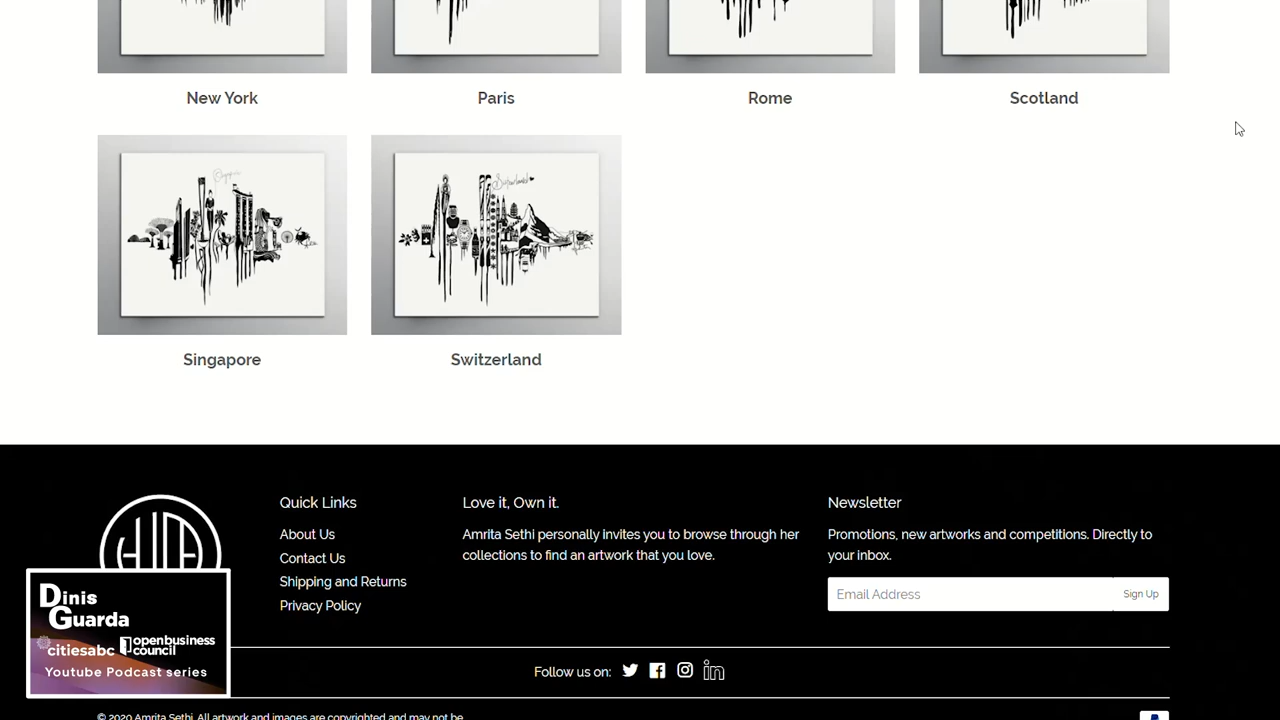 New York
Paris
Rome
Scotland
Singapore
Switzerland
Quick Links
About Us
Contact Us
Shipping and Returns
Privacy Policy
Love it, Own it.
Amrita Sethi personally invites you to browse through her
collections to find an artwork that you love.
Newsletter
Promotions, new artworks and competitions. Directly to
your inbox.
Email Address
Sign Up
Dinis
Guarda
citiesabc
openbusiness
council
Youtube Podcast series
Follow us on:
© 2020 Amrita Sethi. All artwork and images are copyrighted and may not be